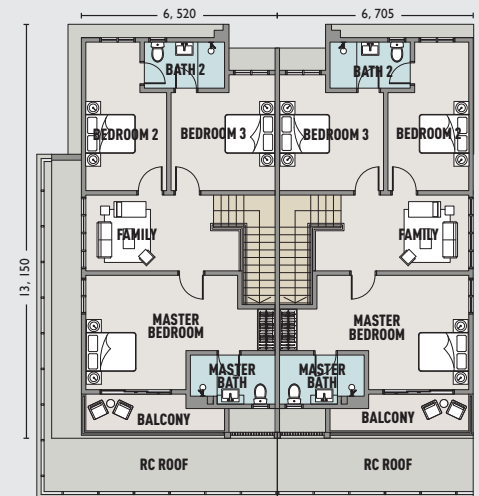 6, 520 6, 705
BATH 2 BATH 2
BEDROOM 2 BEDROOM 3 BEDROOM 3 BEDROOM 2
FAMILY FAMILY
13, 150
MASTER
BEDROOM
MASTER
BEDROOM
MASTER
BATH
MASTER
BATH
BALCONY BALCONY
RC ROOF RC ROOF